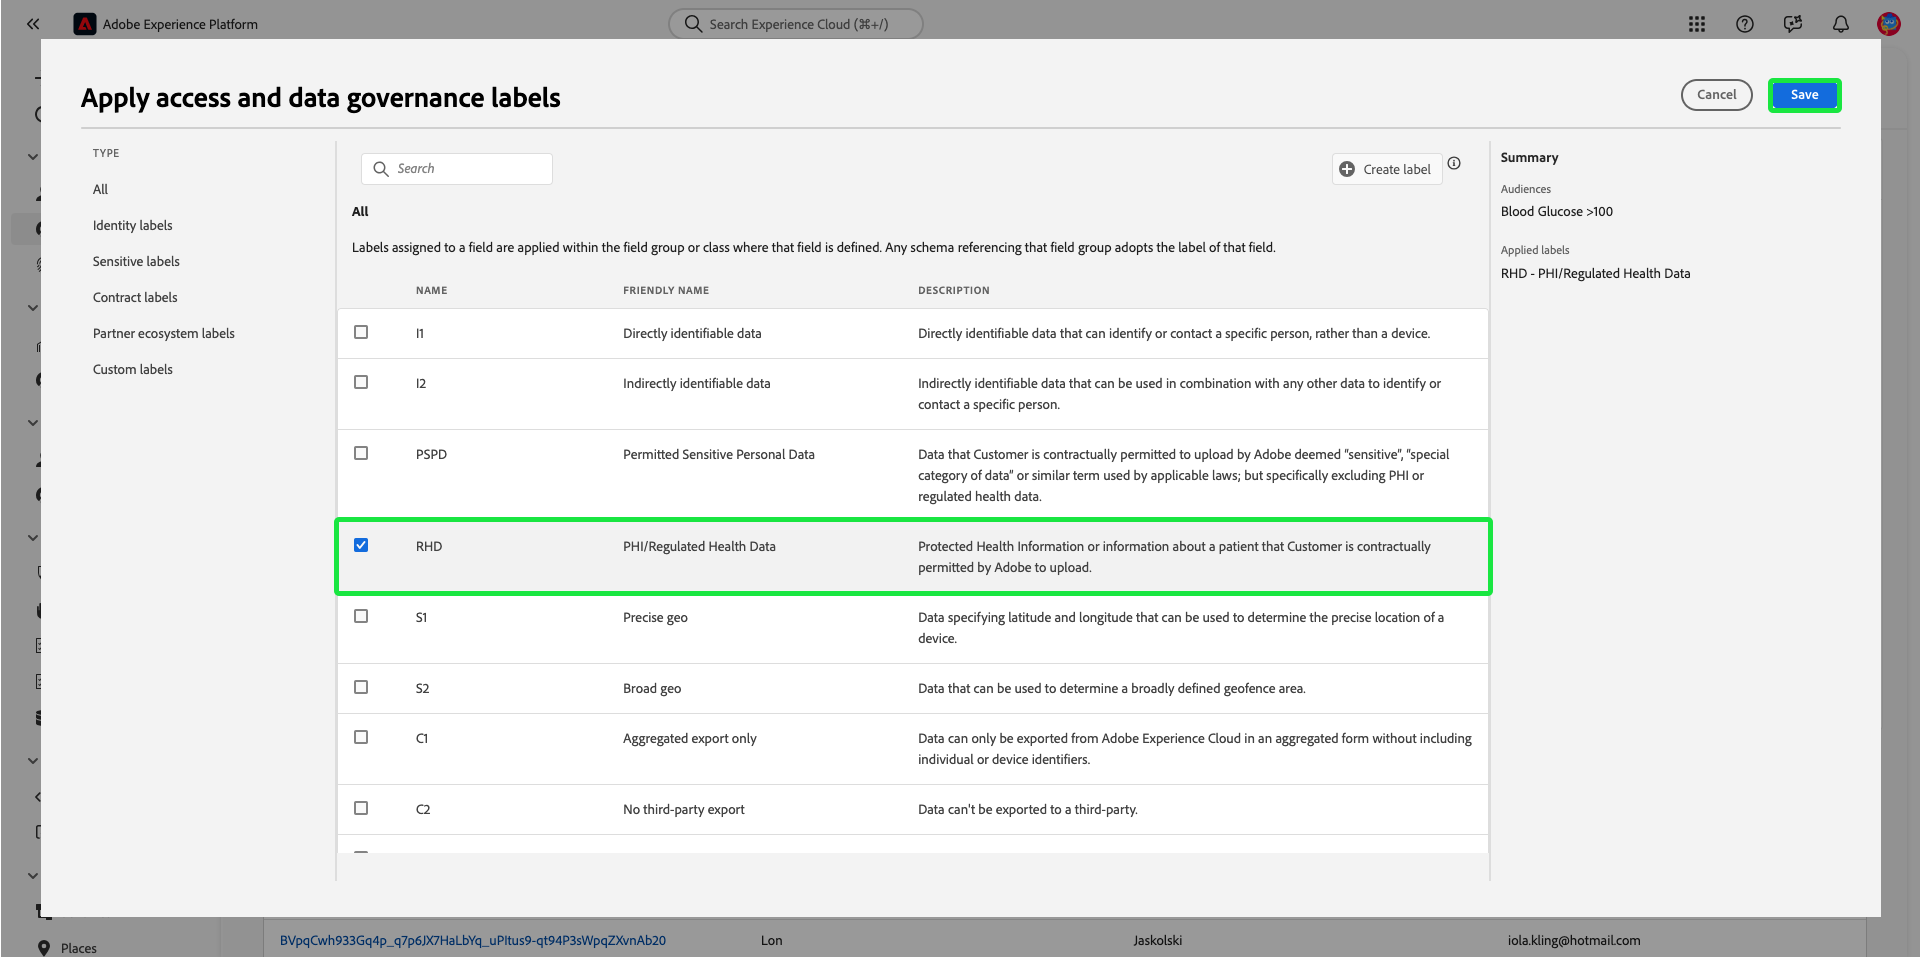 Adobe Experience Platform
Search Experience Cloud (⌘+/)
Apply access and data governance labels
Cancel
Save
TYPE
All
Identity labels
Sensitive labels
Contract labels
Partner ecosystem labels
Custom labels
Search
Create label
All
Labels assigned to a field are applied within the field group or class where that field is defined. Any schema referencing that field group adopts the label of that field.
NAME FRIENDLY NAME DESCRIPTION
I1 Directly identifiable data Directly identifiable data that can identify or contact a specific person, rather than a device.
I2 Indirectly identifiable data Indirectly identifiable data that can be used in combination with any other data to identify or
contact a specific person.
PSPD Permitted Sensitive Personal Data Data that Customer is contractually permitted to upload by Adobe deemed "sensitive", "special
category of data" or similar term used by applicable laws; but specifically excluding PHI or
regulated health data.
RHD PHI/Regulated Health Data Protected Health Information or information about a patient that Customer is contractually
permitted by Adobe to upload.
S1 Precise geo Data specifying latitude and longitude that can be used to determine the precise location of a
device.
S2 Broad geo Data that can be used to determine a broadly defined geofence area.
C1 Aggregated export only Data can only be exported from Adobe Experience Cloud in an aggregated form without including
individual or device identifiers.
C2 No third-party export Data can't be exported to a third-party.
Summary
Audiences
Blood Glucose >100
Applied labels
RHD - PHI/Regulated Health Data
Places
BVpqCwh933Gq4p_q7p6JX7HaLbYq_uPItus9-qt94P3sWpqZXvnAb20 Lon Jaskolski iola.kling@hotmail.com